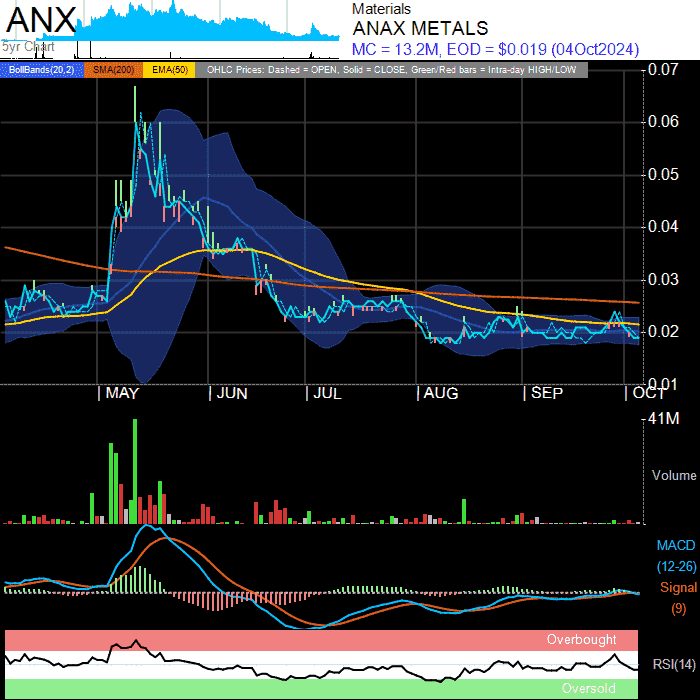 ANX
5yr Chart
Materials
ANAX METALS
MC = 13.2M, EOD = $0.019 (04Oct2024)
BollBands(20,2) SMA(200) EMA(50) OHLC Prices: Dashed = OPEN, Solid = CLOSE, Green/Red bars = Intra-day HIGH/LOW
0.07
0.06
0.05
0.04
0.03
0.02
0.01
MAY JUN JUL AUG SEP OCT
41M
Volume
MACD
(12-26)
Signal
(9)
Overbought
RSI(14)
Oversold